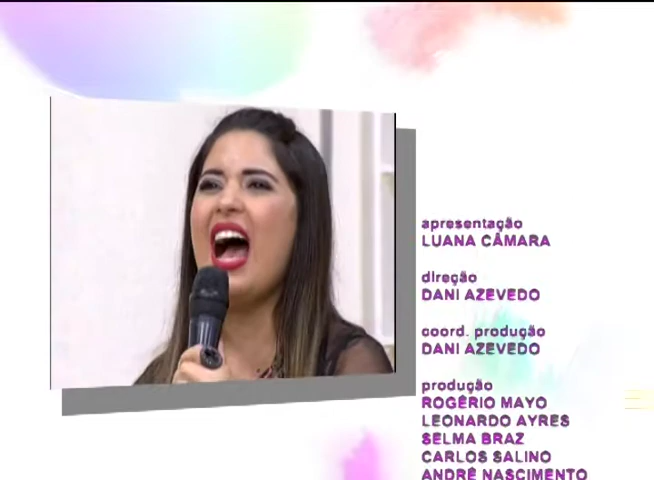 apresentação
LUANA CÂMARA
direção
DANI AZEVEDO
coord. produção
DANI AZEVEDO
produção
ROGÉRIO MAYO
LEONARDO AYRES
SELMA BRAZ
CARLOS SALINO
ANDRÉ NASCIMENTO